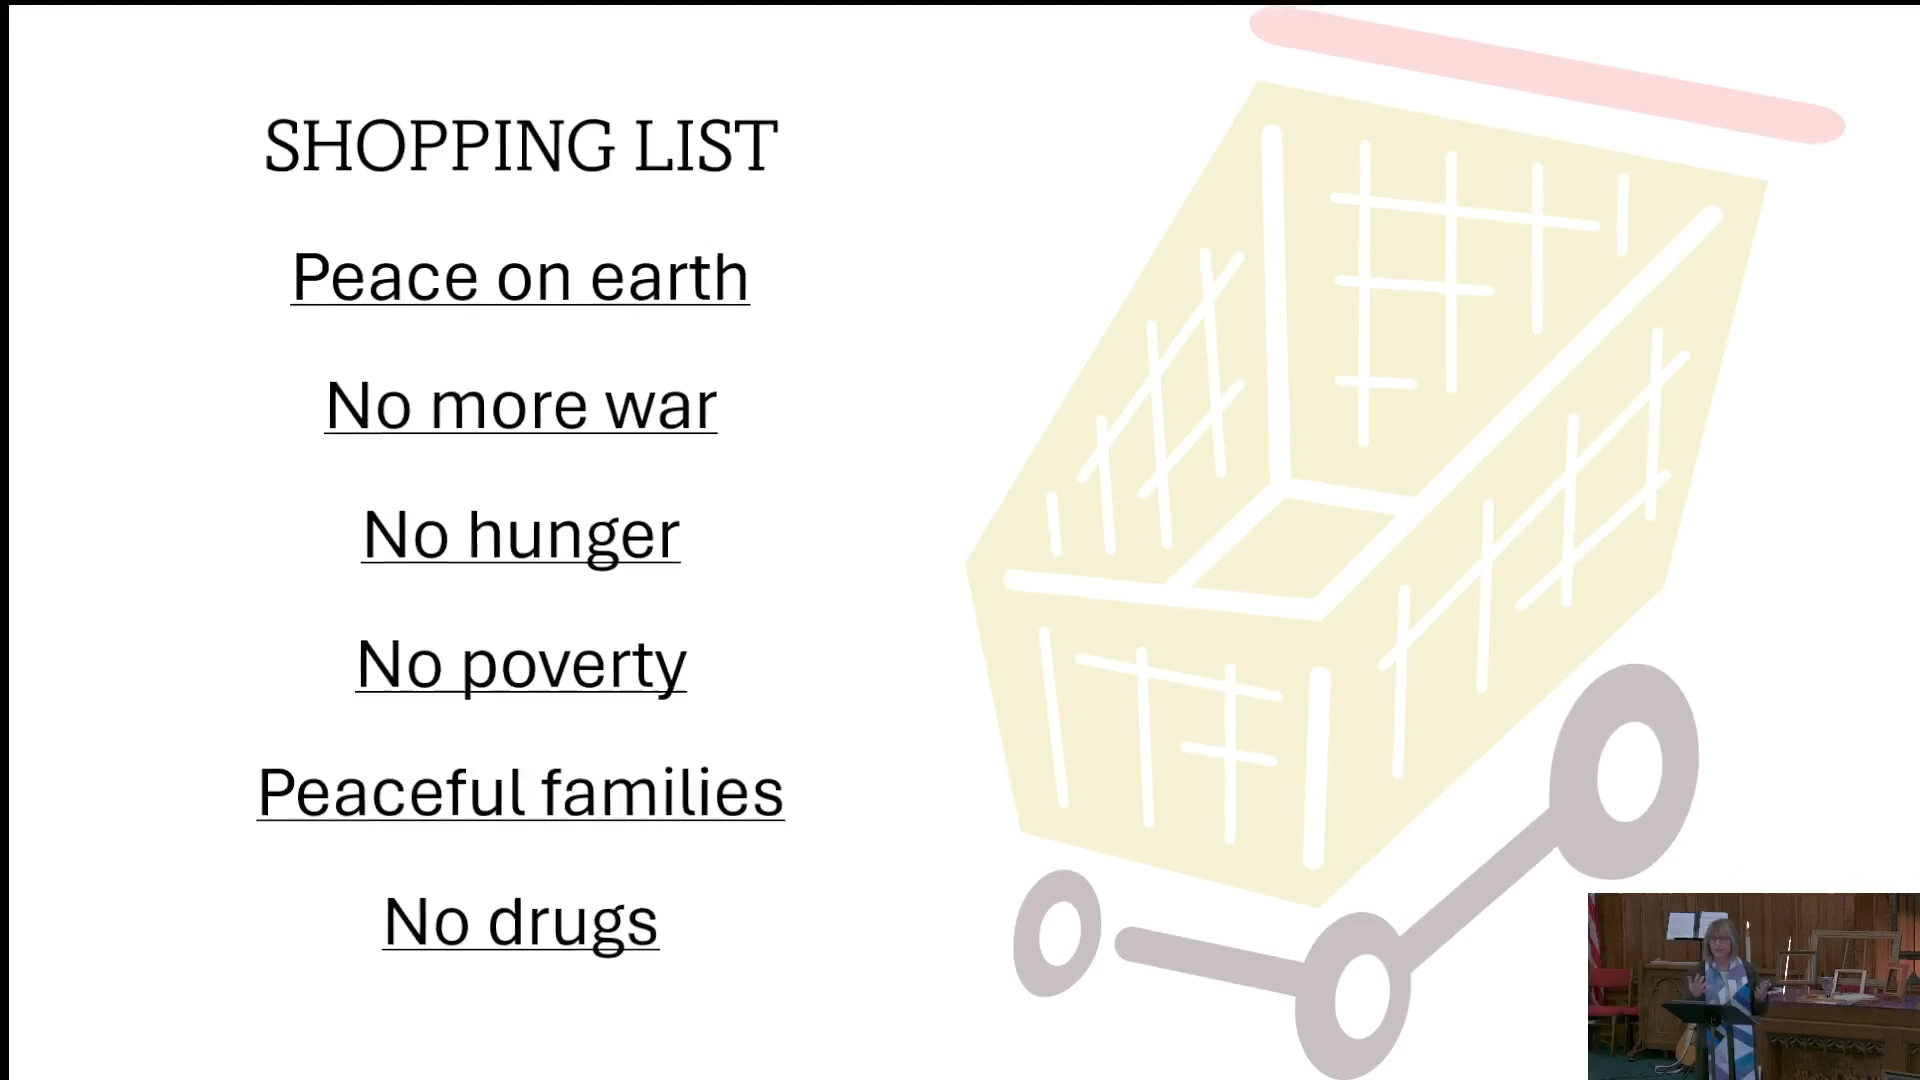 SHOPPING LIST
Peace on earth
No more war
No hunger
No poverty
Peaceful families
No drugs